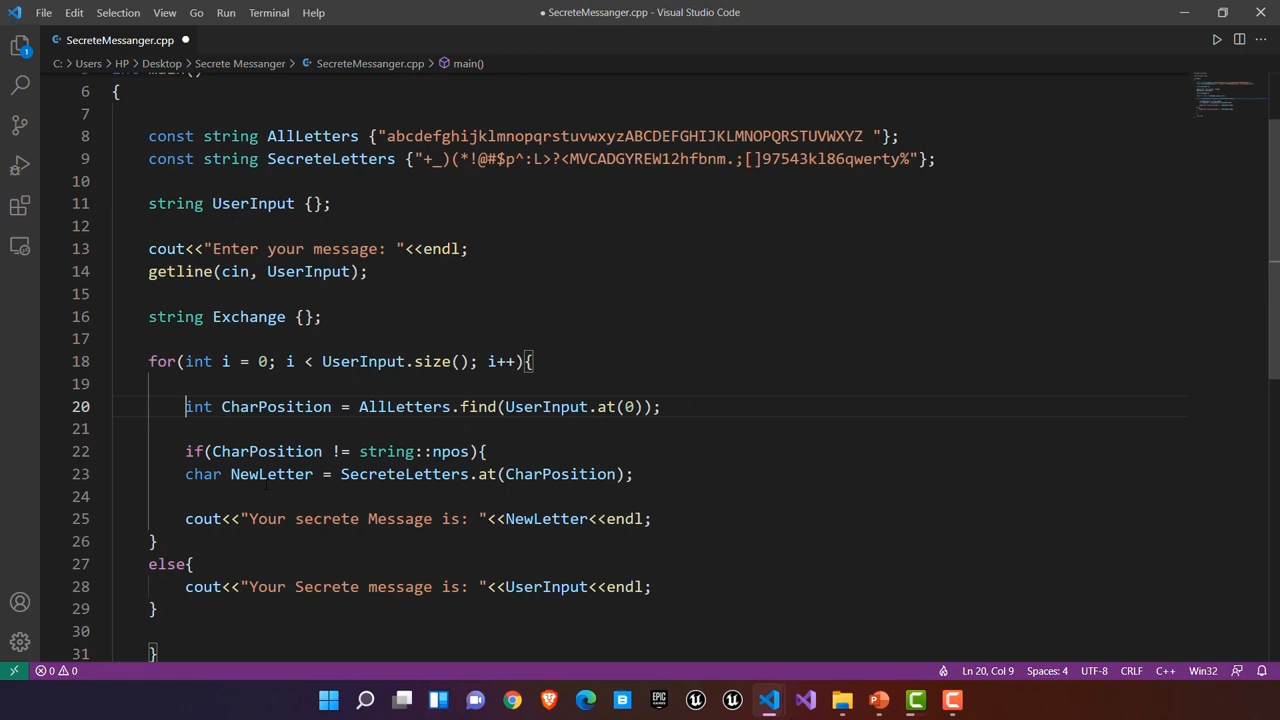 File Edit Selection View Go Run Terminal Help
● SecreteMessanger.cpp - Visual Studio Code
SecreteMessanger.cpp ●
C: > Users > HP > Desktop > Secrete Messanger > SecreteMessanger.cpp > main()
6 {
7
8 const string AllLetters {"abcdefghijklmnopqrstuvwxyzABCDEFGHIJKLMNOPQRSTUVWXYZ "};
9 const string SecreteLetters {"+_)(*!@#$p^:L>?<MVCADGYREW12hfbnm.;[]97543kl86qwerty%"};
10
11 string UserInput {};
12
13 cout<<"Enter your message: "<<endl;
14 getline(cin, UserInput);
15
16 string Exchange {};
17
18 for(int i = 0; i < UserInput.size(); i++){
19
20 int CharPosition = AllLetters.find(UserInput.at(0));
21
22 if(CharPosition != string::npos){
23 char NewLetter = SecreteLetters.at(CharPosition);
24
25 cout<<"Your secrete Message is: "<<NewLetter<<endl;
26 }
27 else{
28 cout<<"Your Secrete message is: "<<UserInput<<endl;
29 }
30
31 }
0 0 Ln 20, Col 9 Spaces: 4 UTF-8 CRLF C++ Win32